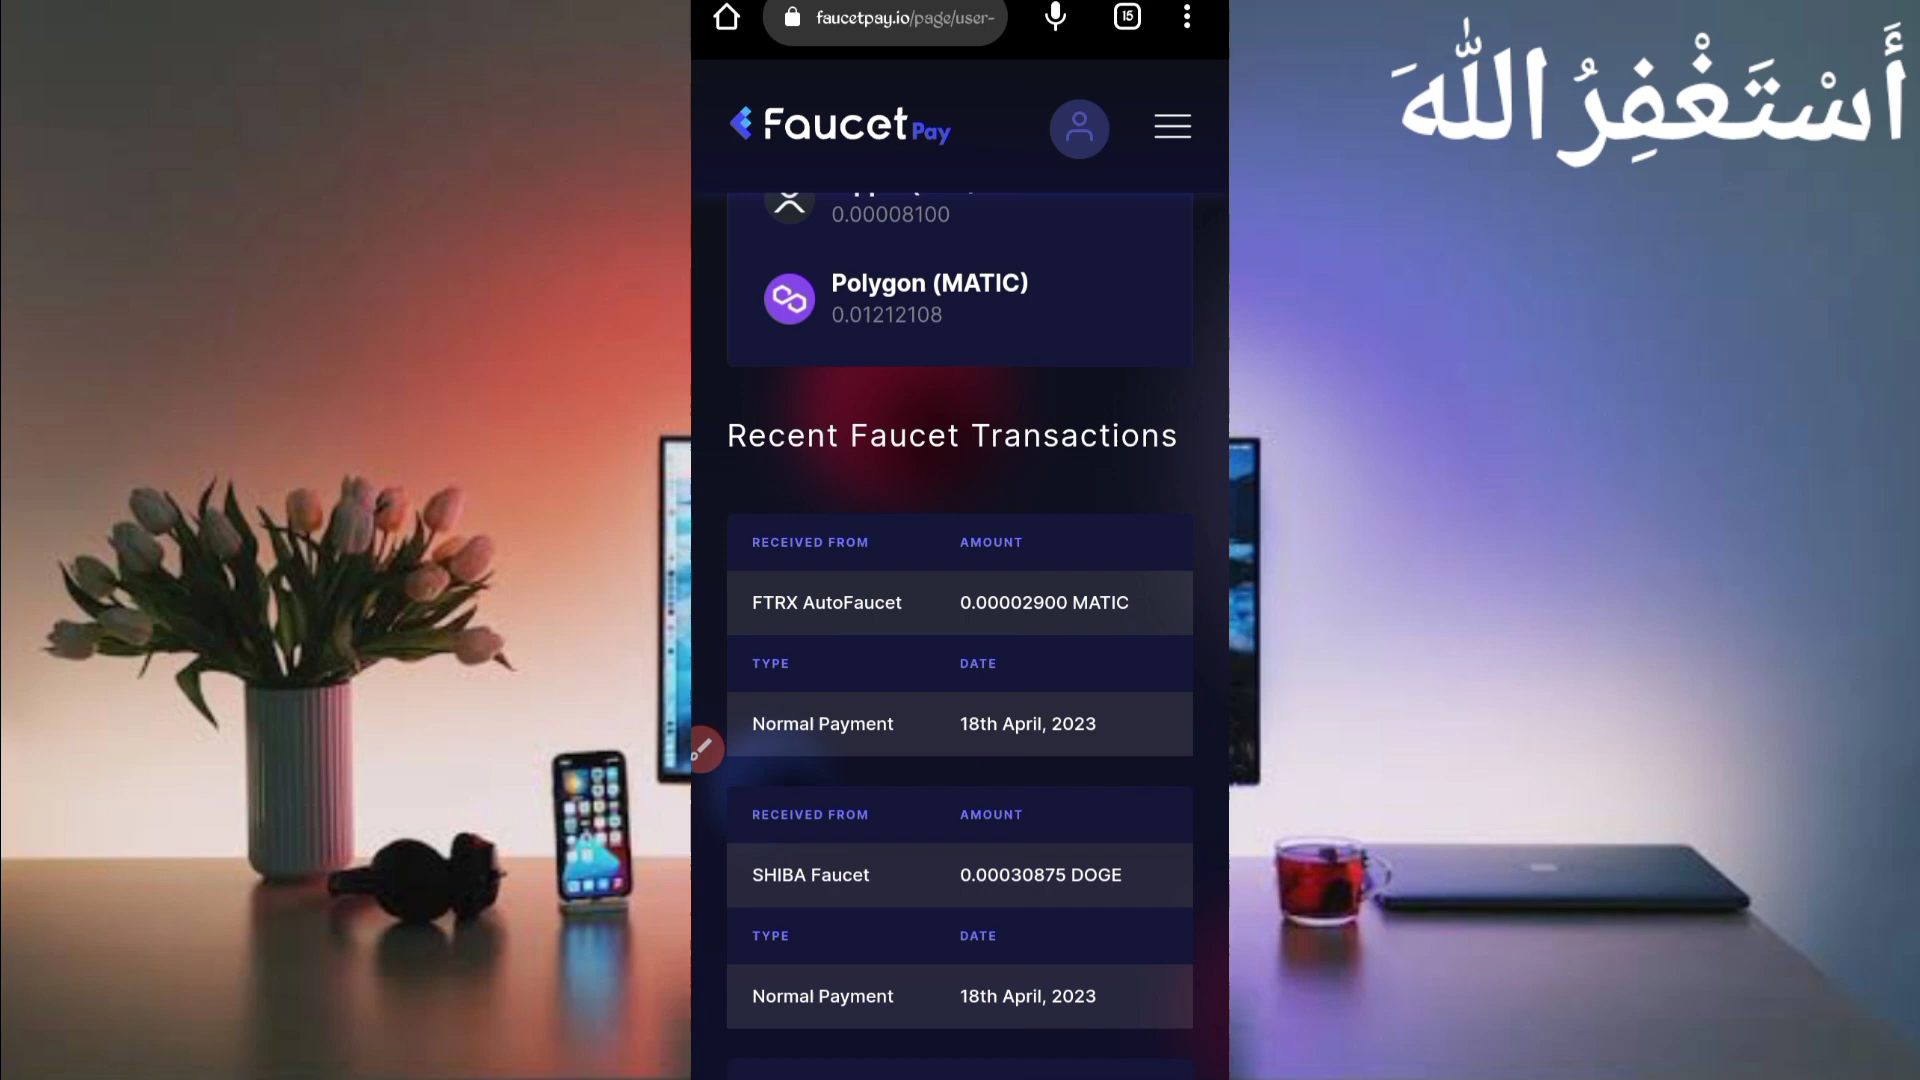 faucetpay.io/page/user-
15
أَسْتَغْفِرُ اللّٰهَ
Faucet Pay
0.00008100
Polygon (MATIC)
0.01212108
Recent Faucet Transactions
RECEIVED FROM AMOUNT
FTRX AutoFaucet 0.00002900 MATIC
TYPE DATE
Normal Payment 18th April, 2023
RECEIVED FROM AMOUNT
SHIBA Faucet 0.00030875 DOGE
TYPE DATE
Normal Payment 18th April, 2023